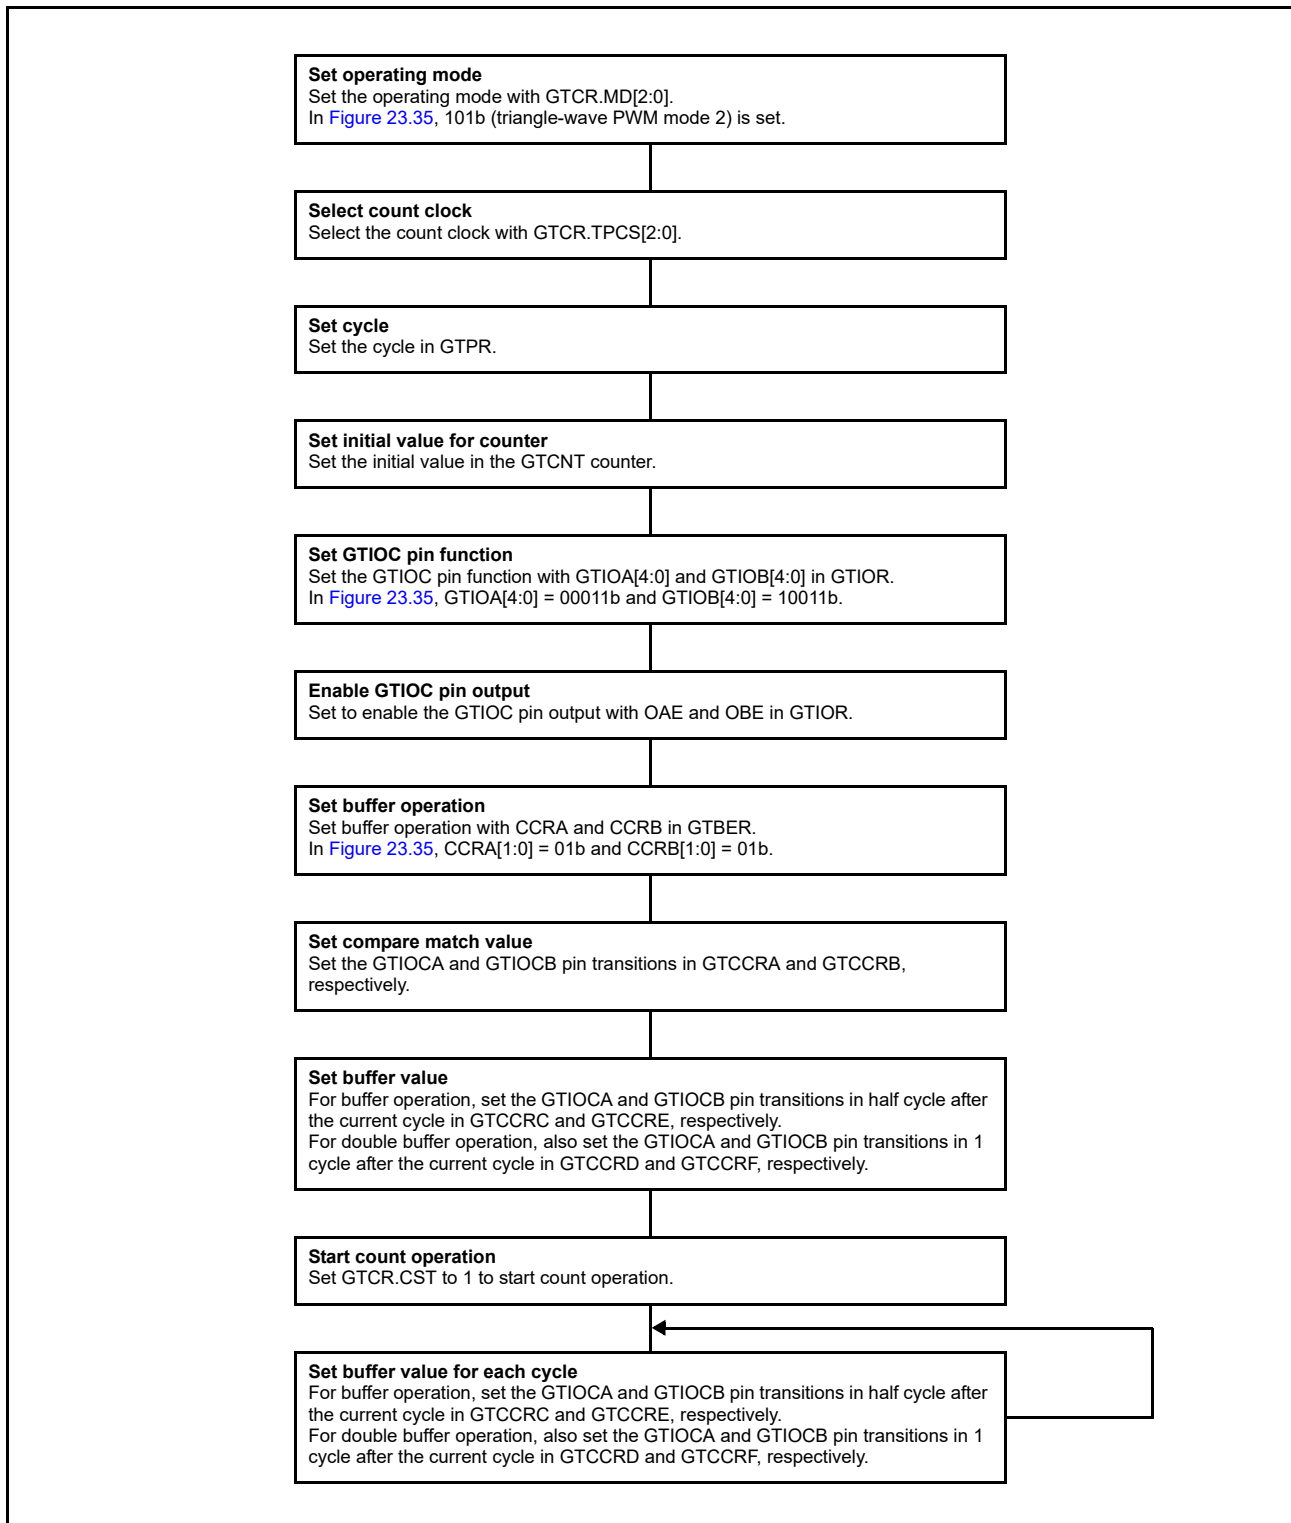 Set operating mode
Set the operating mode with GTCR.MD[2:0].
In Figure 23.35, 101b (triangle-wave PWM mode 2) is set.
Select count clock
Select the count clock with GTCR.TPCS[2:0].
Set cycle
Set the cycle in GTPR.
Set initial value for counter
Set the initial value in the GTCNT counter.
Set GTIOC pin function
Set the GTIOC pin function with GTIOA[4:0] and GTIOB[4:0] in GTIOR.
In Figure 23.35, GTIOA[4:0] = 00011b and GTIOB[4:0] = 10011b.
Enable GTIOC pin output
Set to enable the GTIOC pin output with OAE and OBE in GTIOR.
Set buffer operation
Set buffer operation with CCRA and CCRB in GTBER.
In Figure 23.35, CCRA[1:0] = 01b and CCRB[1:0] = 01b.
Set compare match value
Set the GTIOCA and GTIOCB pin transitions in GTCCRA and GTCCRB,
respectively.
Set buffer value
For buffer operation, set the GTIOCA and GTIOCB pin transitions in half cycle after
the current cycle in GTCCRC and GTCCRE, respectively.
For double buffer operation, also set the GTIOCA and GTIOCB pin transitions in 1
cycle after the current cycle in GTCCRD and GTCCRF, respectively.
Start count operation
Set GTCR.CST to 1 to start count operation.
Set buffer value for each cycle
For buffer operation, set the GTIOCA and GTIOCB pin transitions in half cycle after
the current cycle in GTCCRC and GTCCRE, respectively.
For double buffer operation, also set the GTIOCA and GTIOCB pin transitions in 1
cycle after the current cycle in GTCCRD and GTCCRF, respectively.